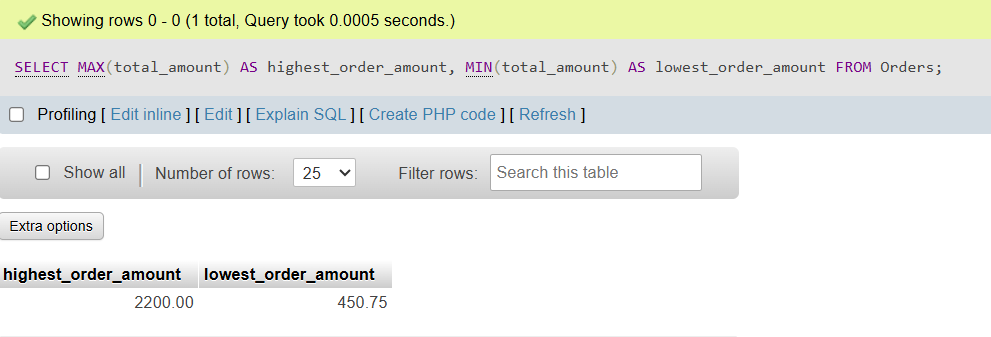 Showing rows 0 - 0 (1 total, Query took 0.0005 seconds.)
SELECT MAX(total_amount) AS highest_order_amount, MIN(total_amount) AS lowest_order_amount FROM Orders;
Profiling [ Edit inline ] [ Edit ] [ Explain SQL ] [ Create PHP code ] [ Refresh ]
Show all Number of rows: 25 Filter rows: Search this table
Extra options
highest_order_amount lowest_order_amount
2200.00 450.75